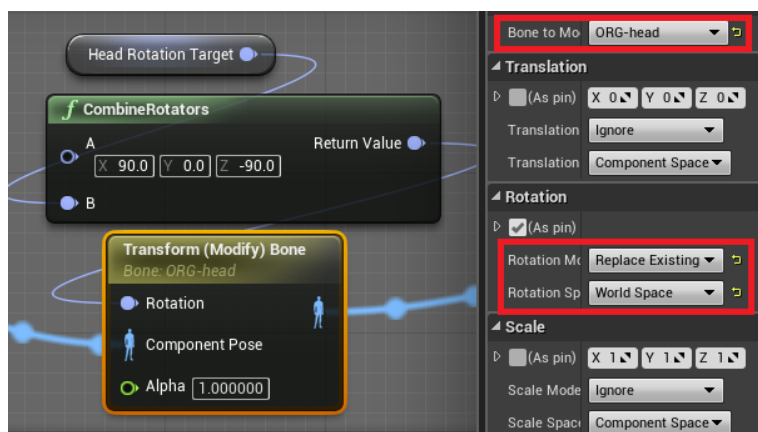 Head Rotation Target
f CombineRotators
A
X 90.0 Y 0.0 Z -90.0
Return Value
B
Transform (Modify) Bone
Bone: ORG-head
Rotation
Component Pose
Alpha 1.000000
Bone to Mo ORG-head
Translation
(As pin) X 0 Y 0 Z 0
Translation Ignore
Translation Component Space
Rotation
(As pin)
Rotation Mo Replace Existing
Rotation Sp World Space
Scale
(As pin) X 1 Y 1 Z 1
Scale Mode Ignore
Scale Space Component Space